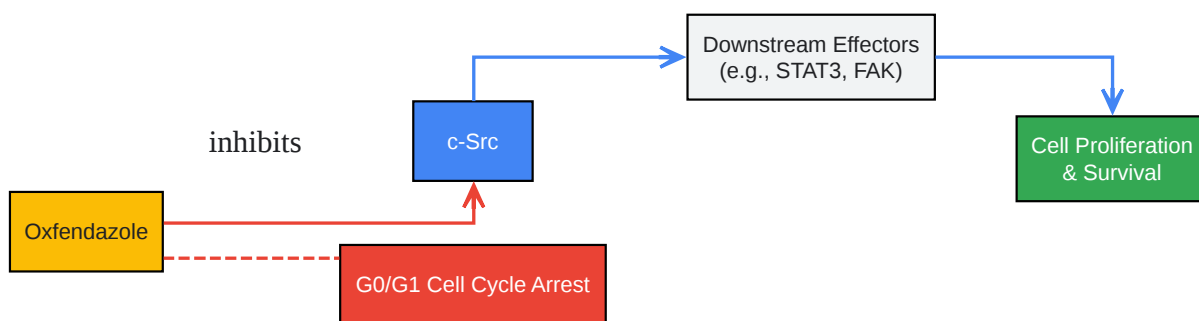 Downstream Effectors
(e.g., STAT3, FAK)
inhibits
c-Src
Cell Proliferation
& Survival
Oxfendazole
G0/G1 Cell Cycle Arrest